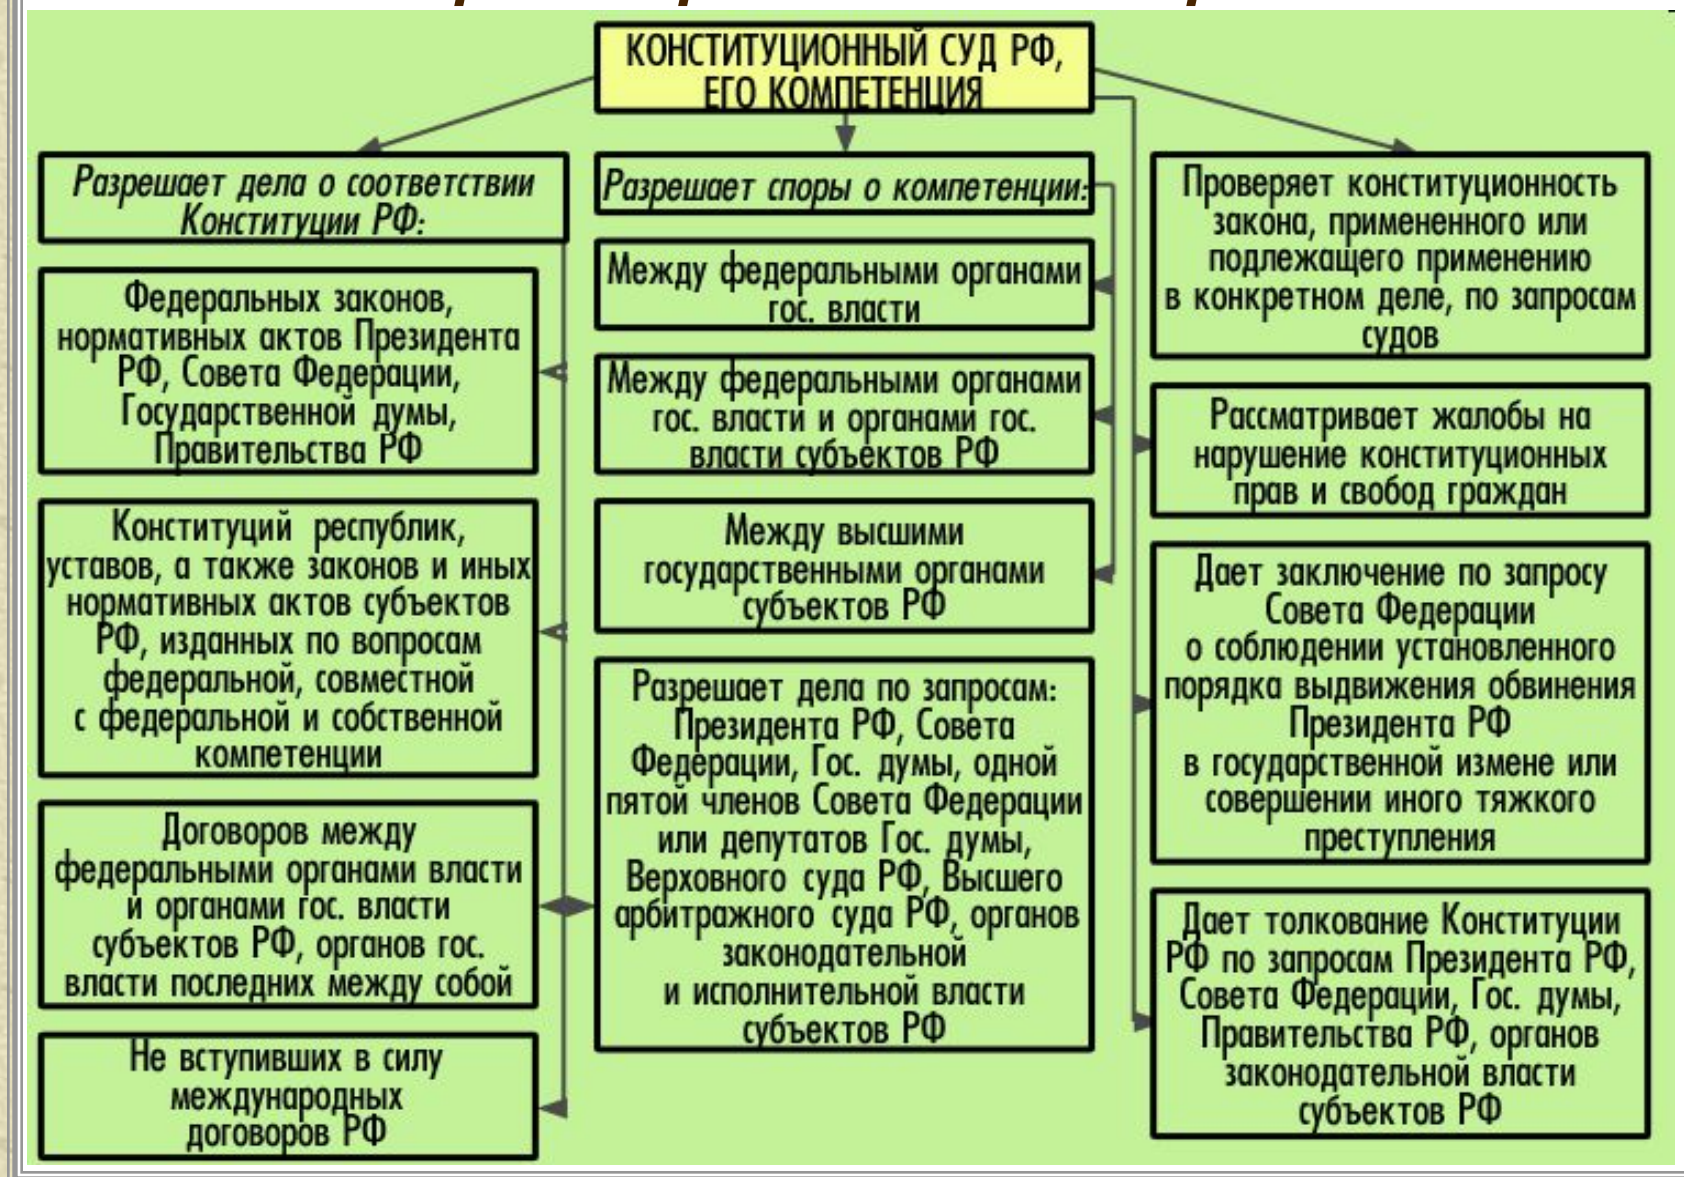 КОНСТИТУЦИОННЫЙ СУД РФ,
ЕГО КОМПЕТЕНЦИЯ
Разрешает дела о соответствии
Конституции РФ:
Федеральных законов,
нормативных актов Президента
РФ, Совета Федерации,
Государственной думы,
Правительства РФ
Конституций республик,
уставов, а также законов и иных
нормативных актов субъектов
РФ, изданных по вопросам
федеральной, совместной
с федеральной и собственной
компетенции
Договоров между
федеральными органами власти
и органами гос. власти
субъектов РФ, органов гос.
власти последних между собой
Не вступивших в силу
международных
договоров РФ
Разрешает споры о компетенции:
Между федеральными органами
гос. власти
Между федеральными органами
гос. власти и органами гос.
власти субъектов РФ
Между высшими
государственными органами
субъектов РФ
Разрешает дела по запросам:
Президента РФ, Совета
Федерации, Гос. думы, одной
пятой членов Совета Федерации
или депутатов Гос. думы,
Верховного суда РФ, Высшего
арбитражного суда РФ, органов
законодательной
и исполнительной власти
субъектов РФ
Проверяет конституционность
закона, примененного или
подлежащего применению
в конкретном деле, по запросам
судов
Рассматривает жалобы на
нарушение конституционных
прав и свобод граждан
Дает заключение по запросу
Совета Федерации
о соблюдении установленного
порядка выдвижения обвинения
Президента РФ
в государственной измене или
совершении иного тяжкого
преступления
Дает толкование Конституции
РФ по запросам Президента РФ,
Совета Федерации, Гос. думы,
Правительства РФ, органов
законодательной власти
субъектов РФ